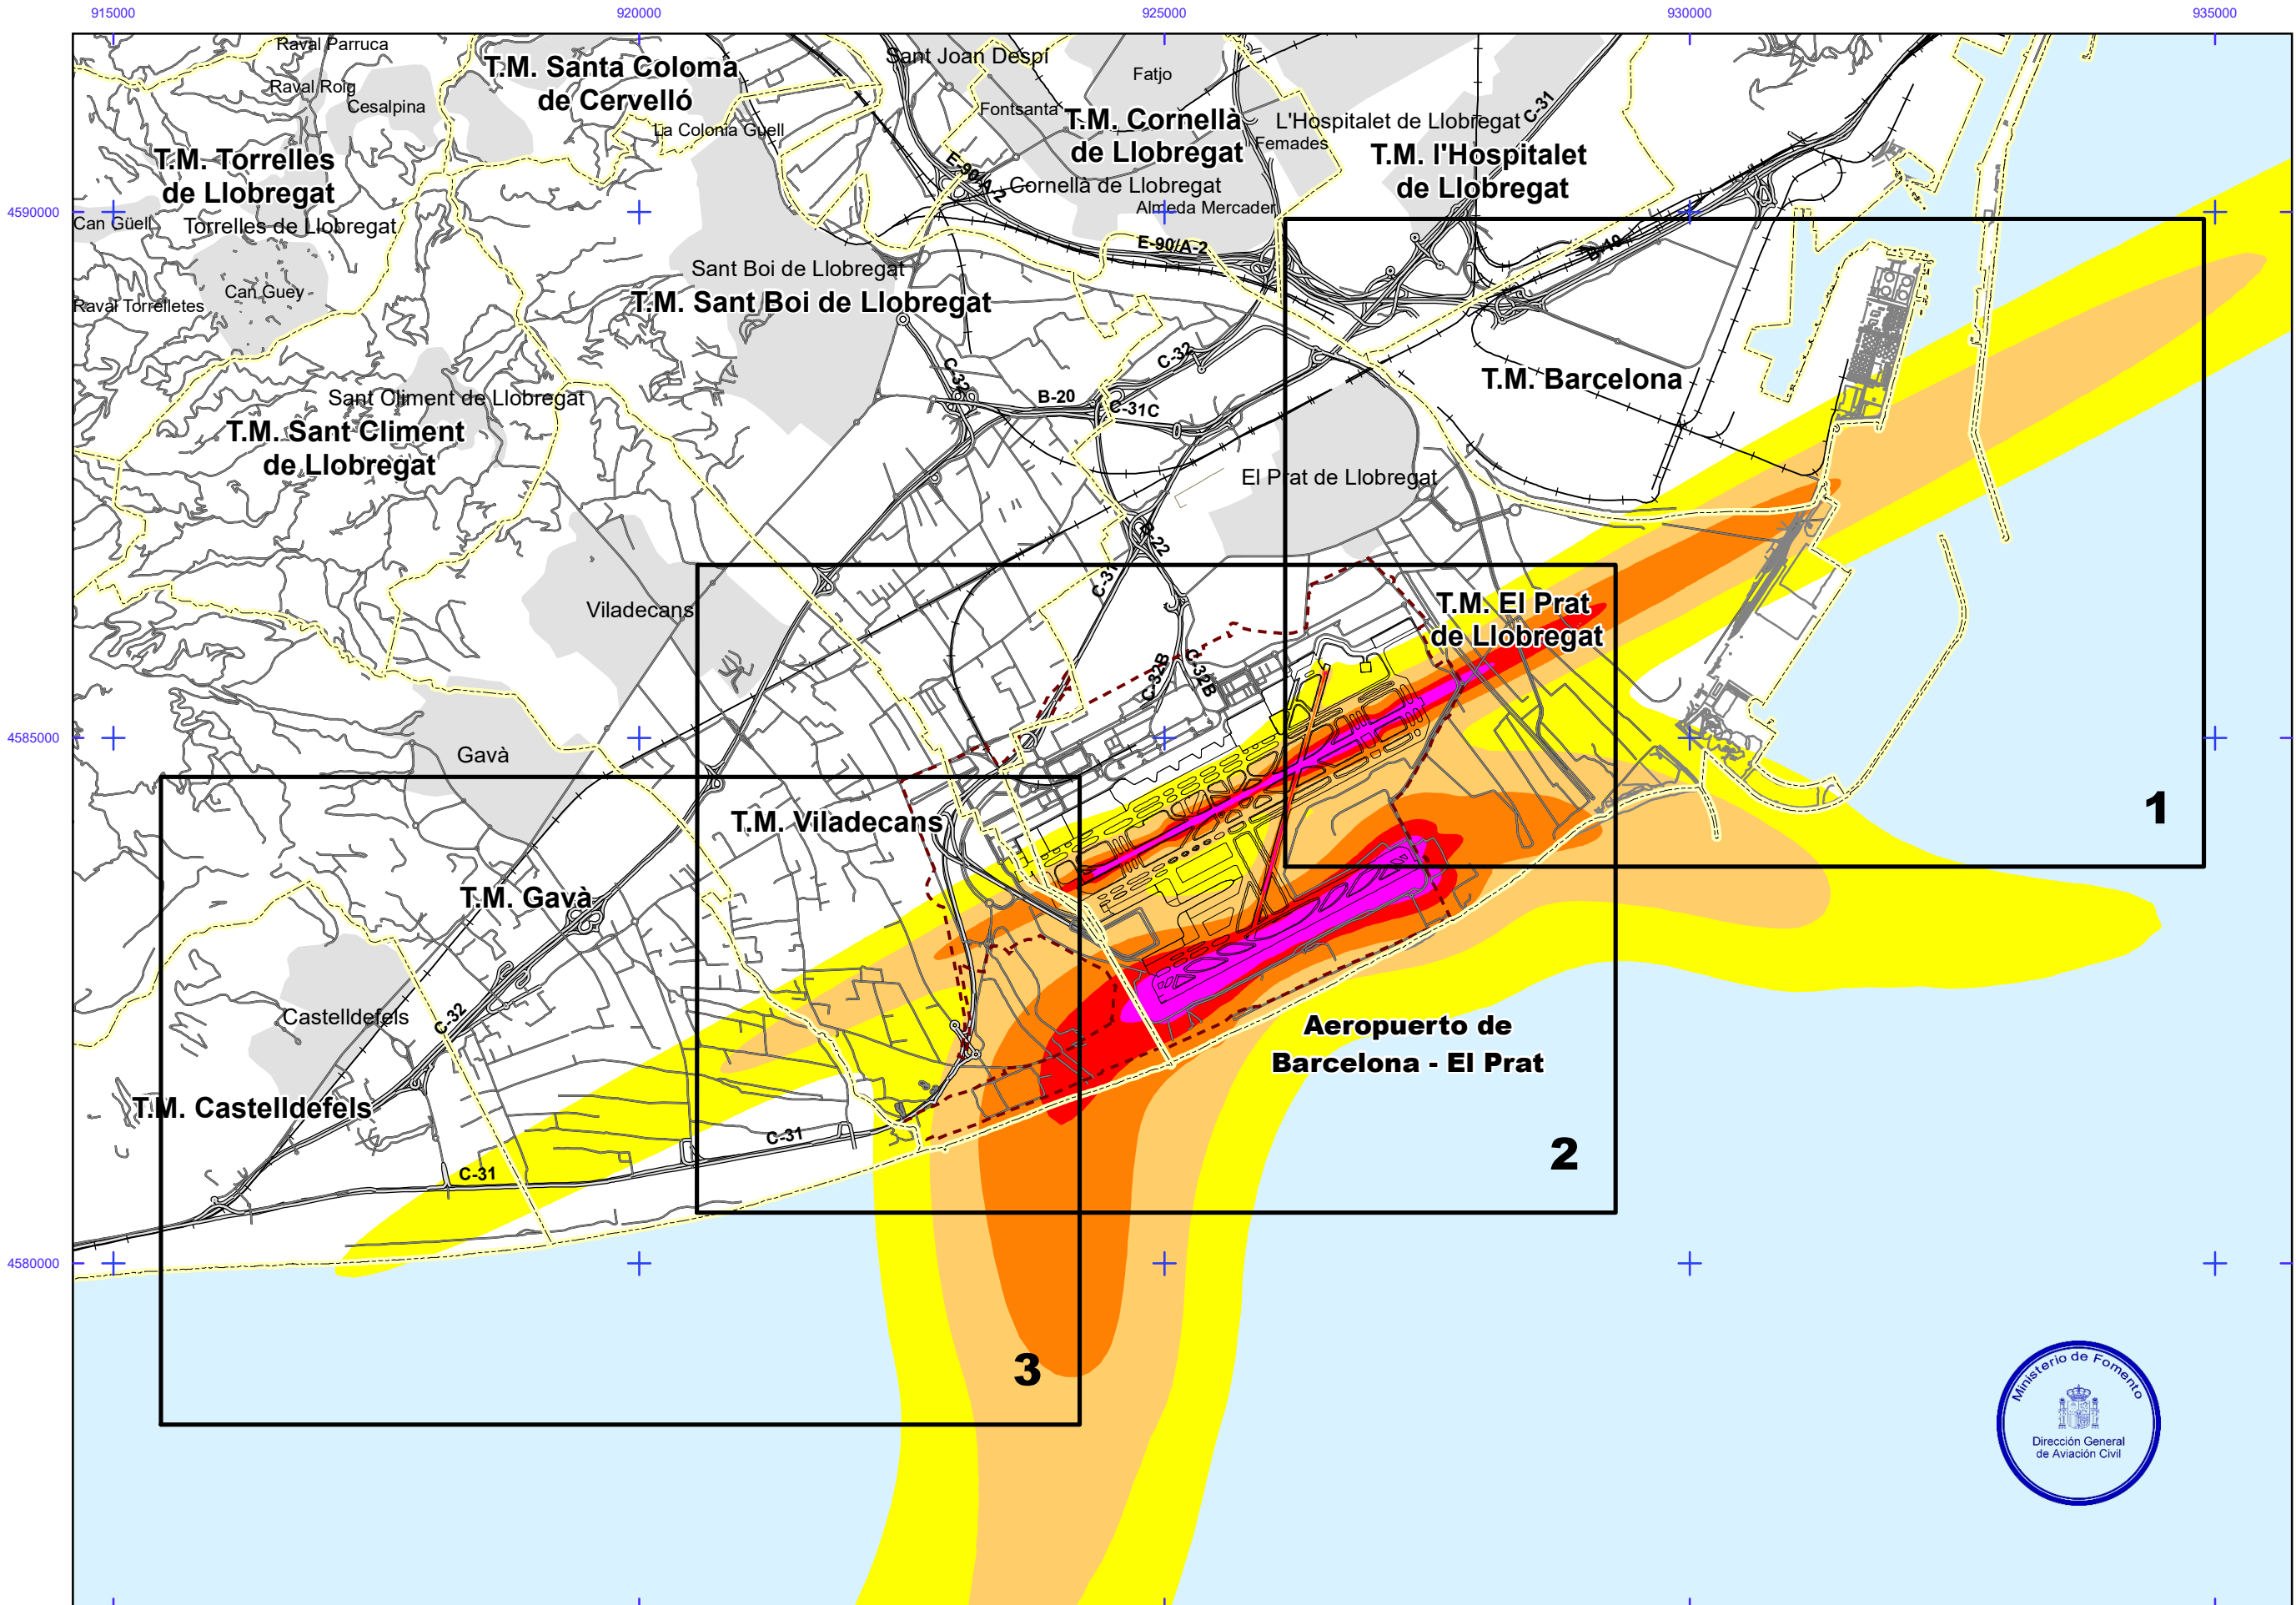 915000
920000
925000
930000
935000
Raval Parruca
Raval Roig
Cesalpina
T.M. Santa Coloma
de Cervelló
La Colonia Guell
Sant Joan Despí
Fatjo
Fontsanta
T.M. Cornellà
de Llobregat
L'Hospitalet de Llobregat
Femades
C-31
T.M. l'Hospitalet
de Llobregat
T.M. Torrelles
de Llobregat
E-90/A-2
Cornellà de Llobregat
Almeda Mercader
4590000
Can Güell
Torrelles de Llobregat
E-90/A-2
B-10
Sant Boi de Llobregat
T.M. Sant Boi de Llobregat
Can Guey
Raval Torrelletes
C-32
C-32
T.M. Barcelona
Sant Climent de Llobregat
B-20
C-31C
T.M. Sant Climent
de Llobregat
El Prat de Llobregat
B-22
C-31
Viladecans
T.M. El Prat
de Llobregat
C-32B
C-32B
4585000
Gavà
T.M. Viladecans
1
T.M. Gavà
Castelldefels
C-32
Aeropuerto de
Barcelona - El Prat
T.M. Castelldefels
C-31
2
C-31
4580000
3
Ministerio de Fomento
Dirección General
de Aviación Civil